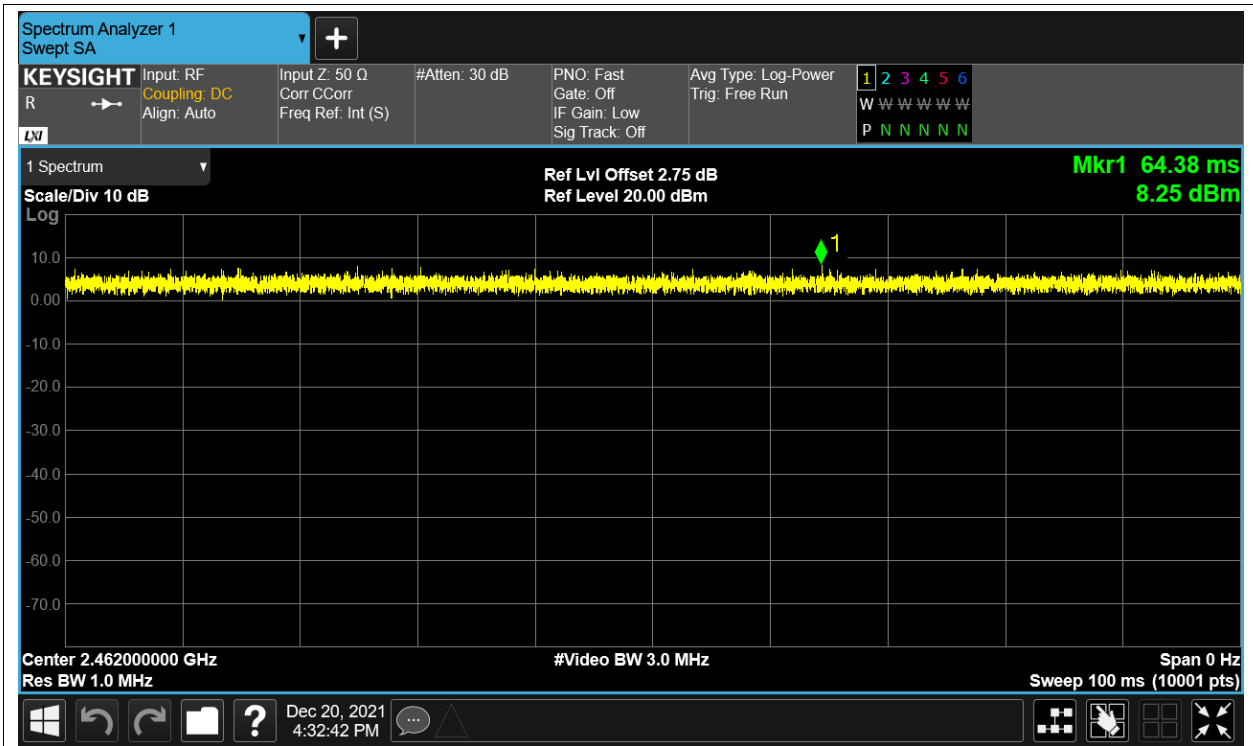 Spectrum Analyzer 1
Swept SA
KEYSIGHT
R
LXI
Input: RF
Coupling: DC
Align: Auto
Input Z: 50 Ω
Corr CCorr
Freq Ref: Int (S)
#Atten: 30 dB
PNO: Fast
Gate: Off
IF Gain: Low
Sig Track: Off
Avg Type: Log-Power
Trig: Free Run
1 2 3 4 5 6
W W W W W W
P N N N N N
1 Spectrum
Scale/Div 10 dB
Ref Lvl Offset 2.75 dB
Ref Level 20.00 dBm
Mkr1 64.38 ms
8.25 dBm
Log
1
10.0
0.00
-10.0
-20.0
-30.0
-40.0
-50.0
-60.0
-70.0
Center 2.462000000 GHz
Res BW 1.0 MHz
#Video BW 3.0 MHz
Span 0 Hz
Sweep 100 ms (10001 pts)
?
Dec 20, 2021
4:32:42 PM